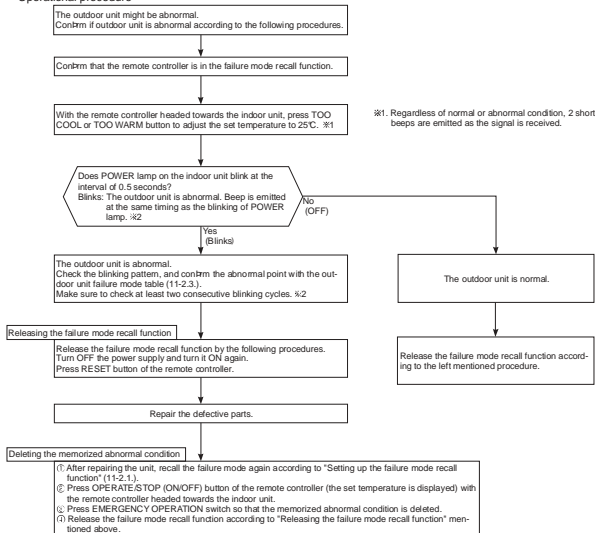 Operational procedure
The outdoor unit might be abnormal.
Confirm if outdoor unit is abnormal according to the following procedures.
Confirm that the remote controller is in the failure mode recall function.
With the remote controller headed towards the indoor unit, press TOO
COOL or TOO WARM button to adjust the set temperature to 25°C. ※1
※1. Regardless of normal or abnormal condition, 2 short
beeps are emitted as the signal is received.
Does POWER lamp on the indoor unit blink at the
interval of 0.5 seconds?
Blinks: The outdoor unit is abnormal. Beep is emitted
at the same timing as the blinking of POWER
lamp. ※2
No
(OFF)
Yes
(Blinks)
The outdoor unit is abnormal.
Check the blinking pattern, and confirm the abnormal point with the out-
door unit failure mode table (11-2.3.).
Make sure to check at least two consecutive blinking cycles. ※2
The outdoor unit is normal.
Releasing the failure mode recall function
Release the failure mode recall function by the following procedures.
Turn OFF the power supply and turn it ON again.
Press RESET button of the remote controller.
Release the failure mode recall function accord-
ing to the left mentioned procedure.
Repair the defective parts.
Deleting the memorized abnormal condition
① After repairing the unit, recall the failure mode again according to "Setting up the failure mode recall
function" (11-2.1.).
② Press OPERATE/STOP (ON/OFF) button of the remote controller (the set temperature is displayed) with
the remote controller headed towards the indoor unit.
③ Press EMERGENCY OPERATION switch so that the memorized abnormal condition is deleted.
④ Release the failure mode recall function according to "Releasing the failure mode recall function" men-
tioned above.